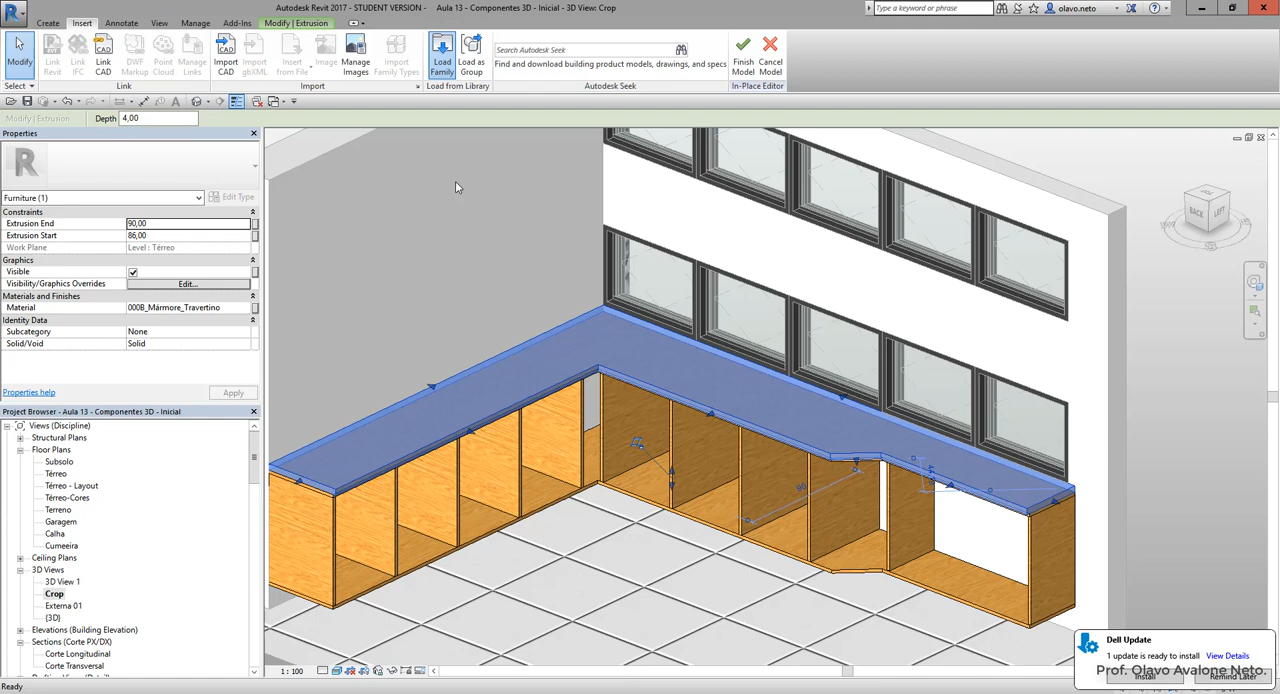 Autodesk Revit 2017 - STUDENT VERSION - Aula 13 - Componentes 3D - Inicial - 3D View: Crop
Type a keyword or phrase
olavo.neto
Create Insert Annotate View Manage Add-Ins Modify | Extrusion
Modify
Link Revit
Link IFC
Link CAD
DWF Markup
Point Cloud
Manage Links
Import CAD
Import gbXML
Insert from File
Image
Manage Images
Import Family Types
Load Family
Load as Group
Search Autodesk Seek
Find and download building product models, drawings, and specs
Finish Model
Cancel Model
Select
Link
Import
Load from Library
Autodesk Seek
In-Place Editor
Modify | Extrusion
Depth 4,00
Properties
Furniture (1)
Edit Type
Constraints
Extrusion End 90,00
Extrusion Start 86,00
Work Plane Level : Térreo
Graphics
Visible
Visibility/Graphics Overrides Edit...
Materials and Finishes
Material 000B_Mármore_Travertino
Identity Data
Subcategory None
Solid/Void Solid
Properties help
Apply
Project Browser - Aula 13 - Componentes 3D - Inicial
Views (Discipline)
Structural Plans
Floor Plans
Subsolo
Térreo
Térreo - Layout
Térreo-Cores
Terreno
Garagem
Calha
Cumeeira
Ceiling Plans
3D Views
3D View 1
Crop
Externa 01
{3D}
Elevations (Building Elevation)
Sections (Corte PX/DX)
Corte Longitudinal
Corte Transversal
BACK
LEFT
90
1 : 100
Ready
Dell Update
1 update is ready to install View Details
Install
Remind Later
Prof. Olavo Avalone Neto.